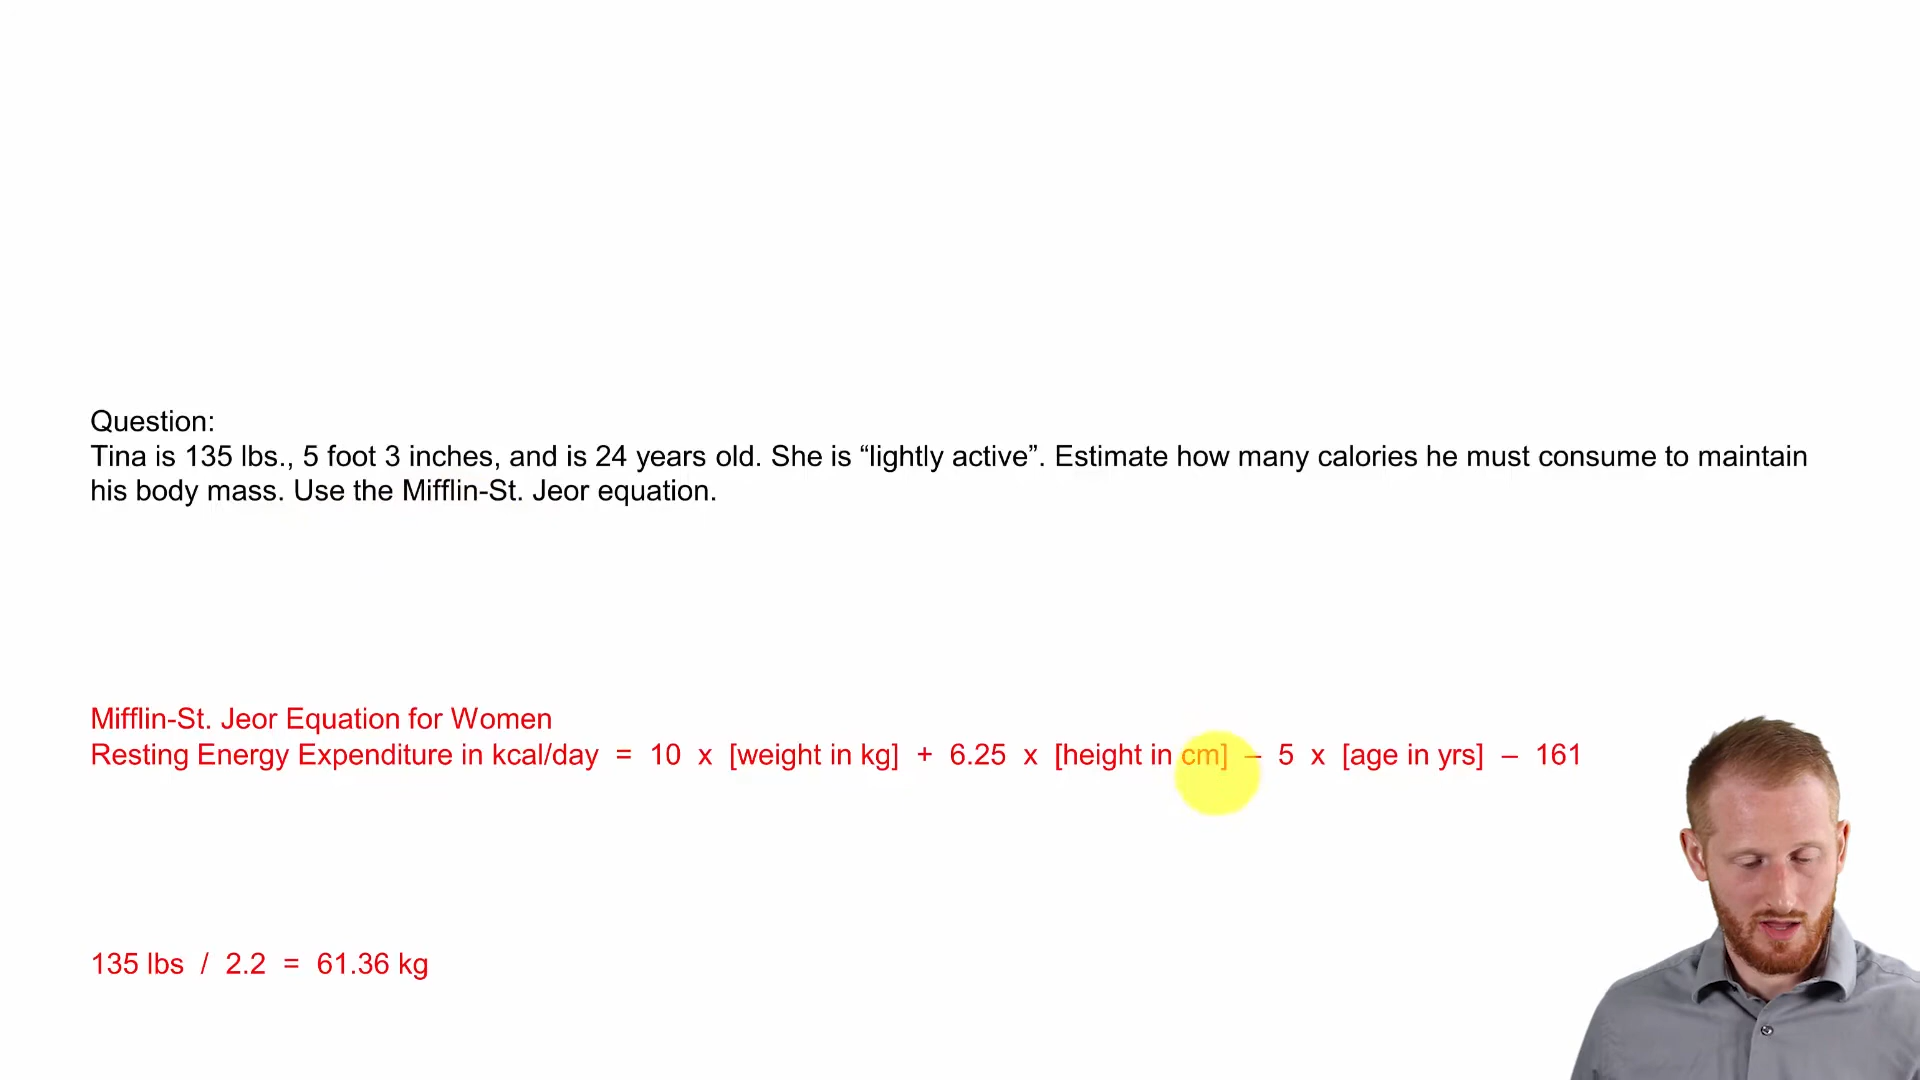 Question:
Tina is 135 lbs., 5 foot 3 inches, and is 24 years old. She is “lightly active”. Estimate how many calories he must consume to maintain
his body mass. Use the Mifflin-St. Jeor equation.
Mifflin-St. Jeor Equation for Women
Resting Energy Expenditure in kcal/day = 10 x [weight in kg] + 6.25 x [height in cm] – 5 x [age in yrs] – 161
135 lbs / 2.2 = 61.36 kg